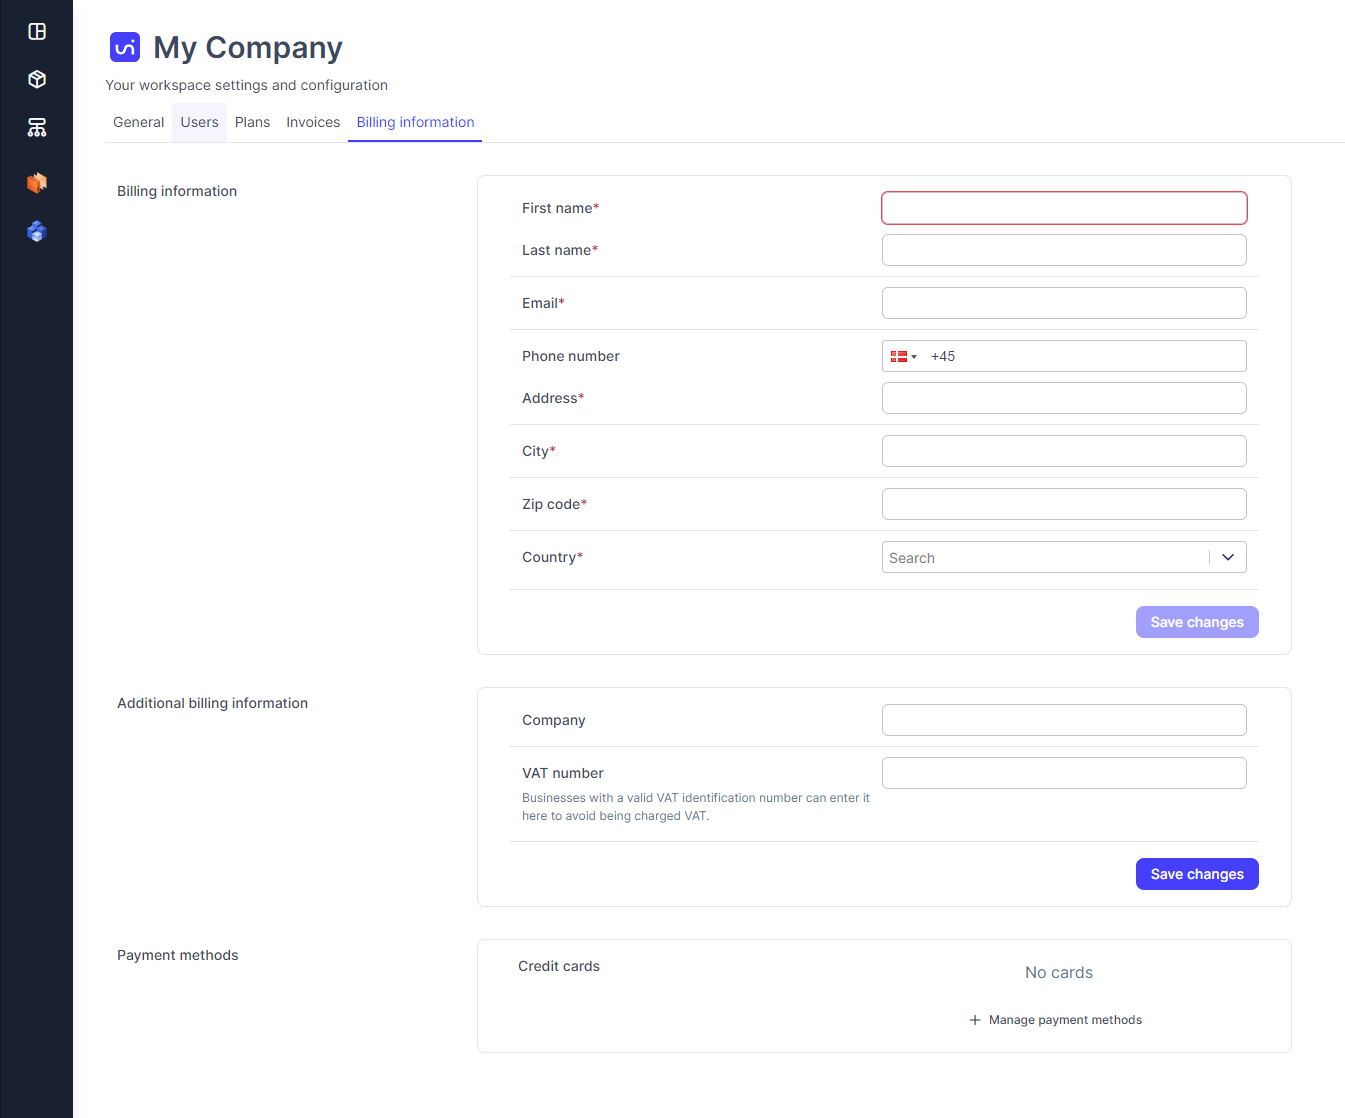 My Company
Your workspace settings and configuration
General Users Plans Invoices Billing information
Billing information
First name*
Last name*
Email*
Phone number +45
Address*
City*
Zip code*
Country* Search
Save changes
Additional billing information
Company
VAT number
Businesses with a valid VAT identification number can enter it
here to avoid being charged VAT.
Save changes
Payment methods
Credit cards
No cards
+ Manage payment methods